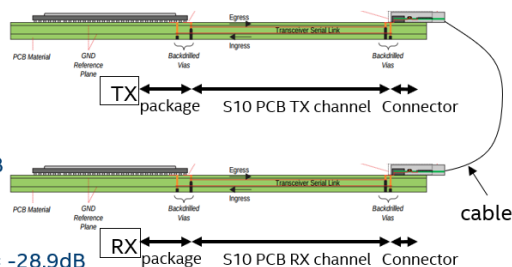 Egress
Transceiver Serial Link
Ingress
PCB Material
GND
Reference
Plane
Backdrilled
Vias
Backdrilled
Vias
TX
package
S10 PCB TX channel
Connector
B
Egress
Transceiver Serial Link
Ingress
PCB Material
GND
Reference
Plane
Backdrilled
Vias
Backdrilled
Vias
cable
RX
package
S10 PCB RX channel
Connector
-28.9dB